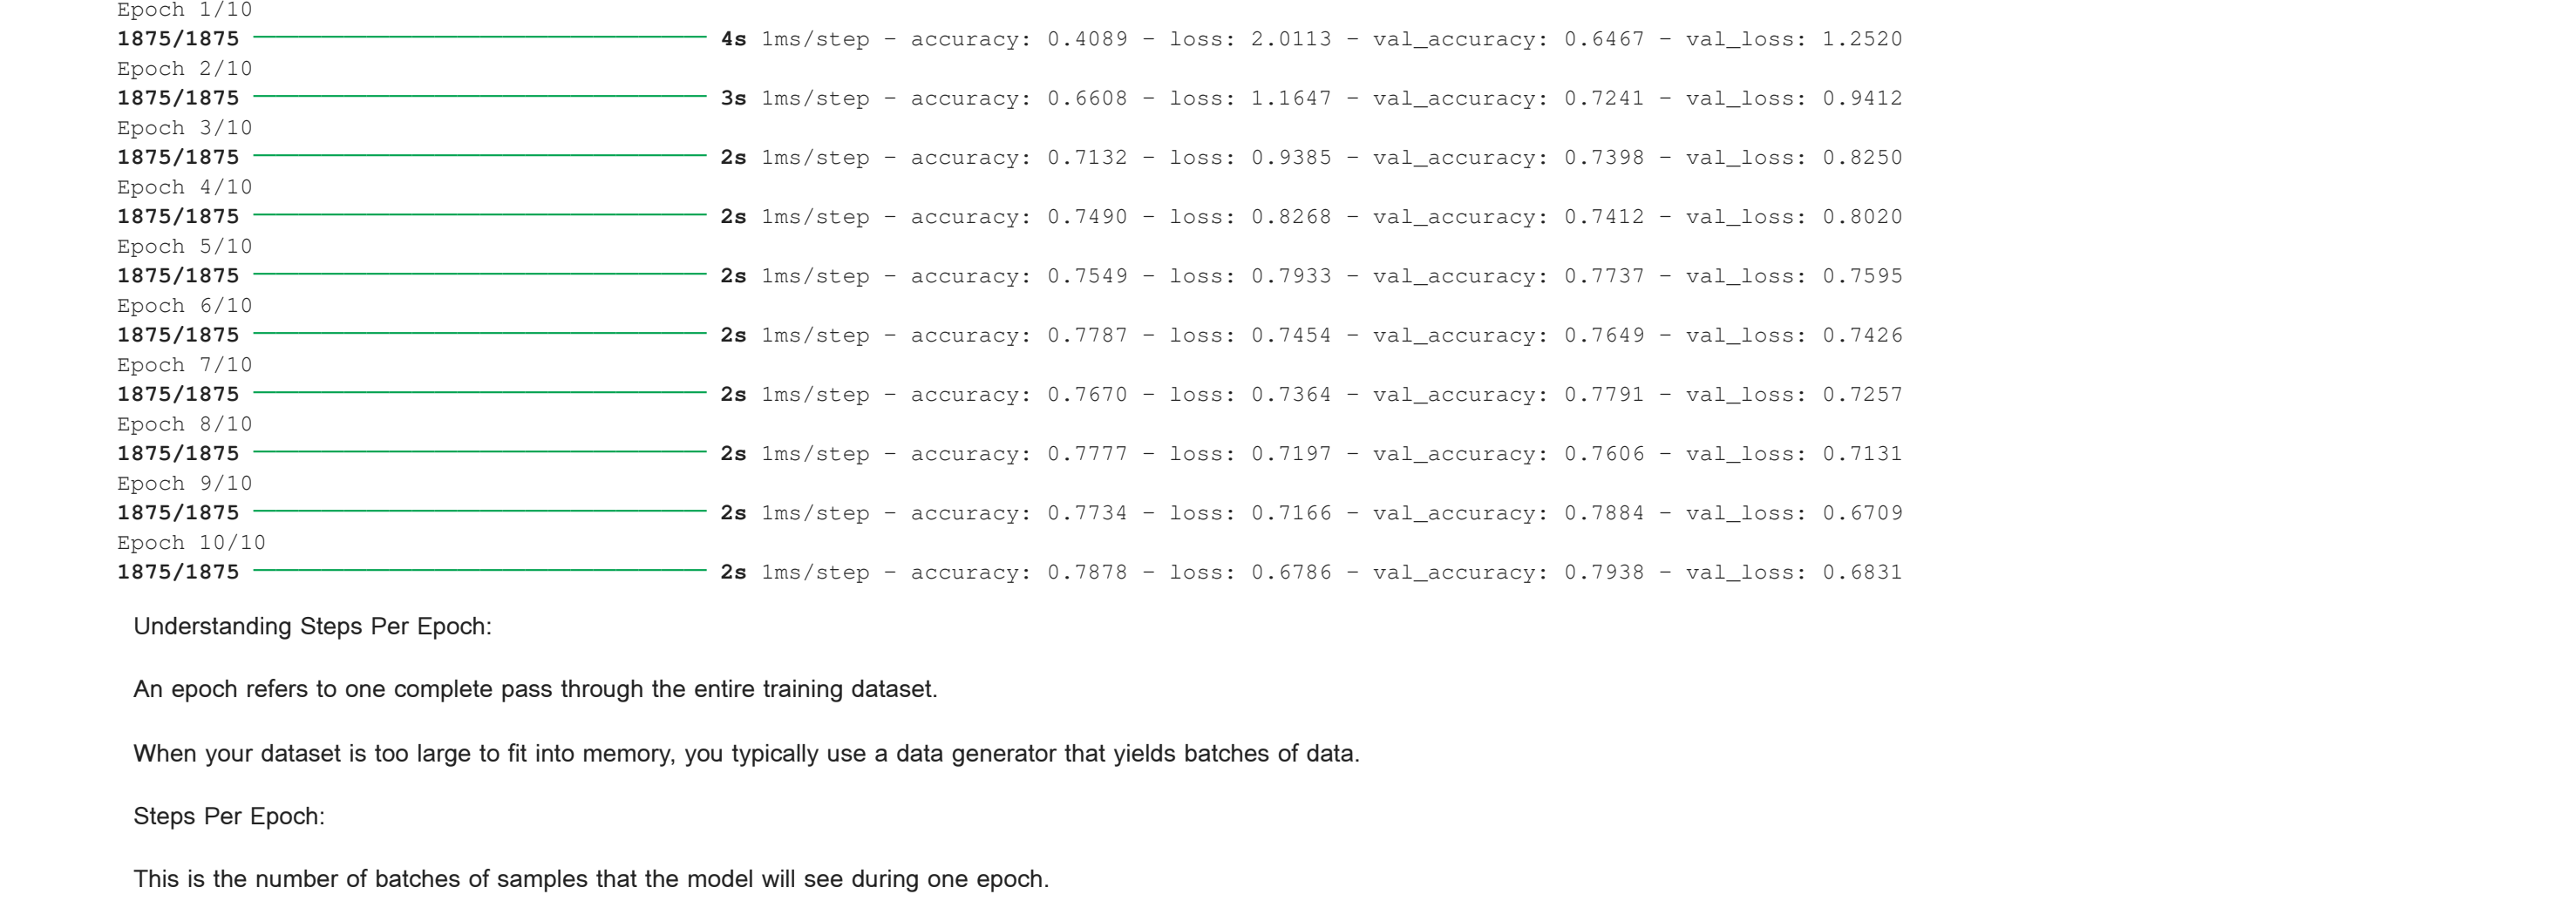 Epoch 1/10
1875/1875 ━━━━━━━━━━━━━━━━━━━━ 4s 1ms/step - accuracy: 0.4089 - loss: 2.0113 - val_accuracy: 0.6467 - val_loss: 1.2520
Epoch 2/10
1875/1875 ━━━━━━━━━━━━━━━━━━━━ 3s 1ms/step - accuracy: 0.6608 - loss: 1.1647 - val_accuracy: 0.7241 - val_loss: 0.9412
Epoch 3/10
1875/1875 ━━━━━━━━━━━━━━━━━━━━ 2s 1ms/step - accuracy: 0.7132 - loss: 0.9385 - val_accuracy: 0.7398 - val_loss: 0.8250
Epoch 4/10
1875/1875 ━━━━━━━━━━━━━━━━━━━━ 2s 1ms/step - accuracy: 0.7490 - loss: 0.8268 - val_accuracy: 0.7412 - val_loss: 0.8020
Epoch 5/10
1875/1875 ━━━━━━━━━━━━━━━━━━━━ 2s 1ms/step - accuracy: 0.7549 - loss: 0.7933 - val_accuracy: 0.7737 - val_loss: 0.7595
Epoch 6/10
1875/1875 ━━━━━━━━━━━━━━━━━━━━ 2s 1ms/step - accuracy: 0.7787 - loss: 0.7454 - val_accuracy: 0.7649 - val_loss: 0.7426
Epoch 7/10
1875/1875 ━━━━━━━━━━━━━━━━━━━━ 2s 1ms/step - accuracy: 0.7670 - loss: 0.7364 - val_accuracy: 0.7791 - val_loss: 0.7257
Epoch 8/10
1875/1875 ━━━━━━━━━━━━━━━━━━━━ 2s 1ms/step - accuracy: 0.7777 - loss: 0.7197 - val_accuracy: 0.7606 - val_loss: 0.7131
Epoch 9/10
1875/1875 ━━━━━━━━━━━━━━━━━━━━ 2s 1ms/step - accuracy: 0.7734 - loss: 0.7166 - val_accuracy: 0.7884 - val_loss: 0.6709
Epoch 10/10
1875/1875 ━━━━━━━━━━━━━━━━━━━━ 2s 1ms/step - accuracy: 0.7878 - loss: 0.6786 - val_accuracy: 0.7938 - val_loss: 0.6831
Understanding Steps Per Epoch:
An epoch refers to one complete pass through the entire training dataset.
When your dataset is too large to fit into memory, you typically use a data generator that yields batches of data.
Steps Per Epoch:
This is the number of batches of samples that the model will see during one epoch.